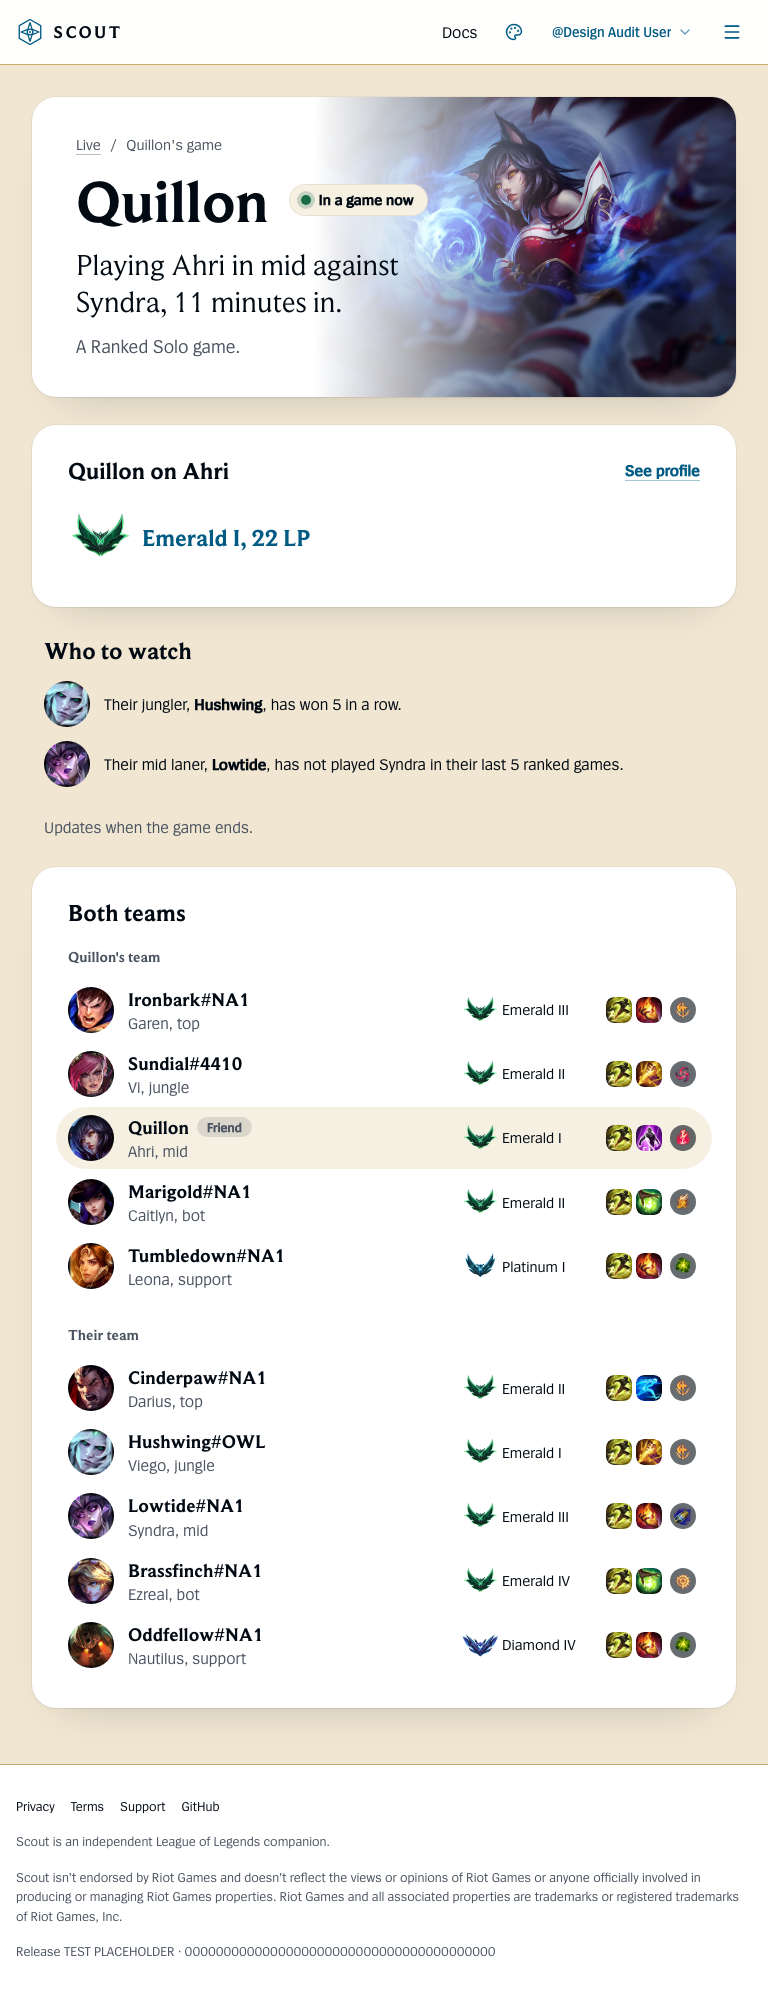 SCOUT
Docs
@Design Audit User
Live / Quillon's game
Quillon
In a game now
Playing Ahri in mid against
Syndra, 11 minutes in.
A Ranked Solo game.
Quillon on Ahri
See profile
Emerald I, 22 LP
Who to watch
Their jungler, Hushwing, has won 5 in a row.
Their mid laner, Lowtide, has not played Syndra in their last 5 ranked games.
Updates when the game ends.
Both teams
Quillon's team
Ironbark#NA1
Garen, top
Emerald III
Sundial#4410
Vi, jungle
Emerald II
Quillon
Friend
Ahri, mid
Emerald I
Marigold#NA1
Caitlyn, bot
Emerald II
Tumbledown#NA1
Leona, support
Platinum I
Their team
Cinderpaw#NA1
Darius, top
Emerald II
Hushwing#OWL
Viego, jungle
Emerald I
Lowtide#NA1
Syndra, mid
Emerald III
Brassfinch#NA1
Ezreal, bot
Emerald IV
Oddfellow#NA1
Nautilus, support
Diamond IV
Privacy Terms Support GitHub
Scout is an independent League of Legends companion.
Scout isn't endorsed by Riot Games and doesn't reflect the views or opinions of Riot Games or anyone officially involved in
producing or managing Riot Games properties. Riot Games and all associated properties are trademarks or registered trademarks
of Riot Games, Inc.
Release TEST PLACEHOLDER · 0000000000000000000000000000000000000000